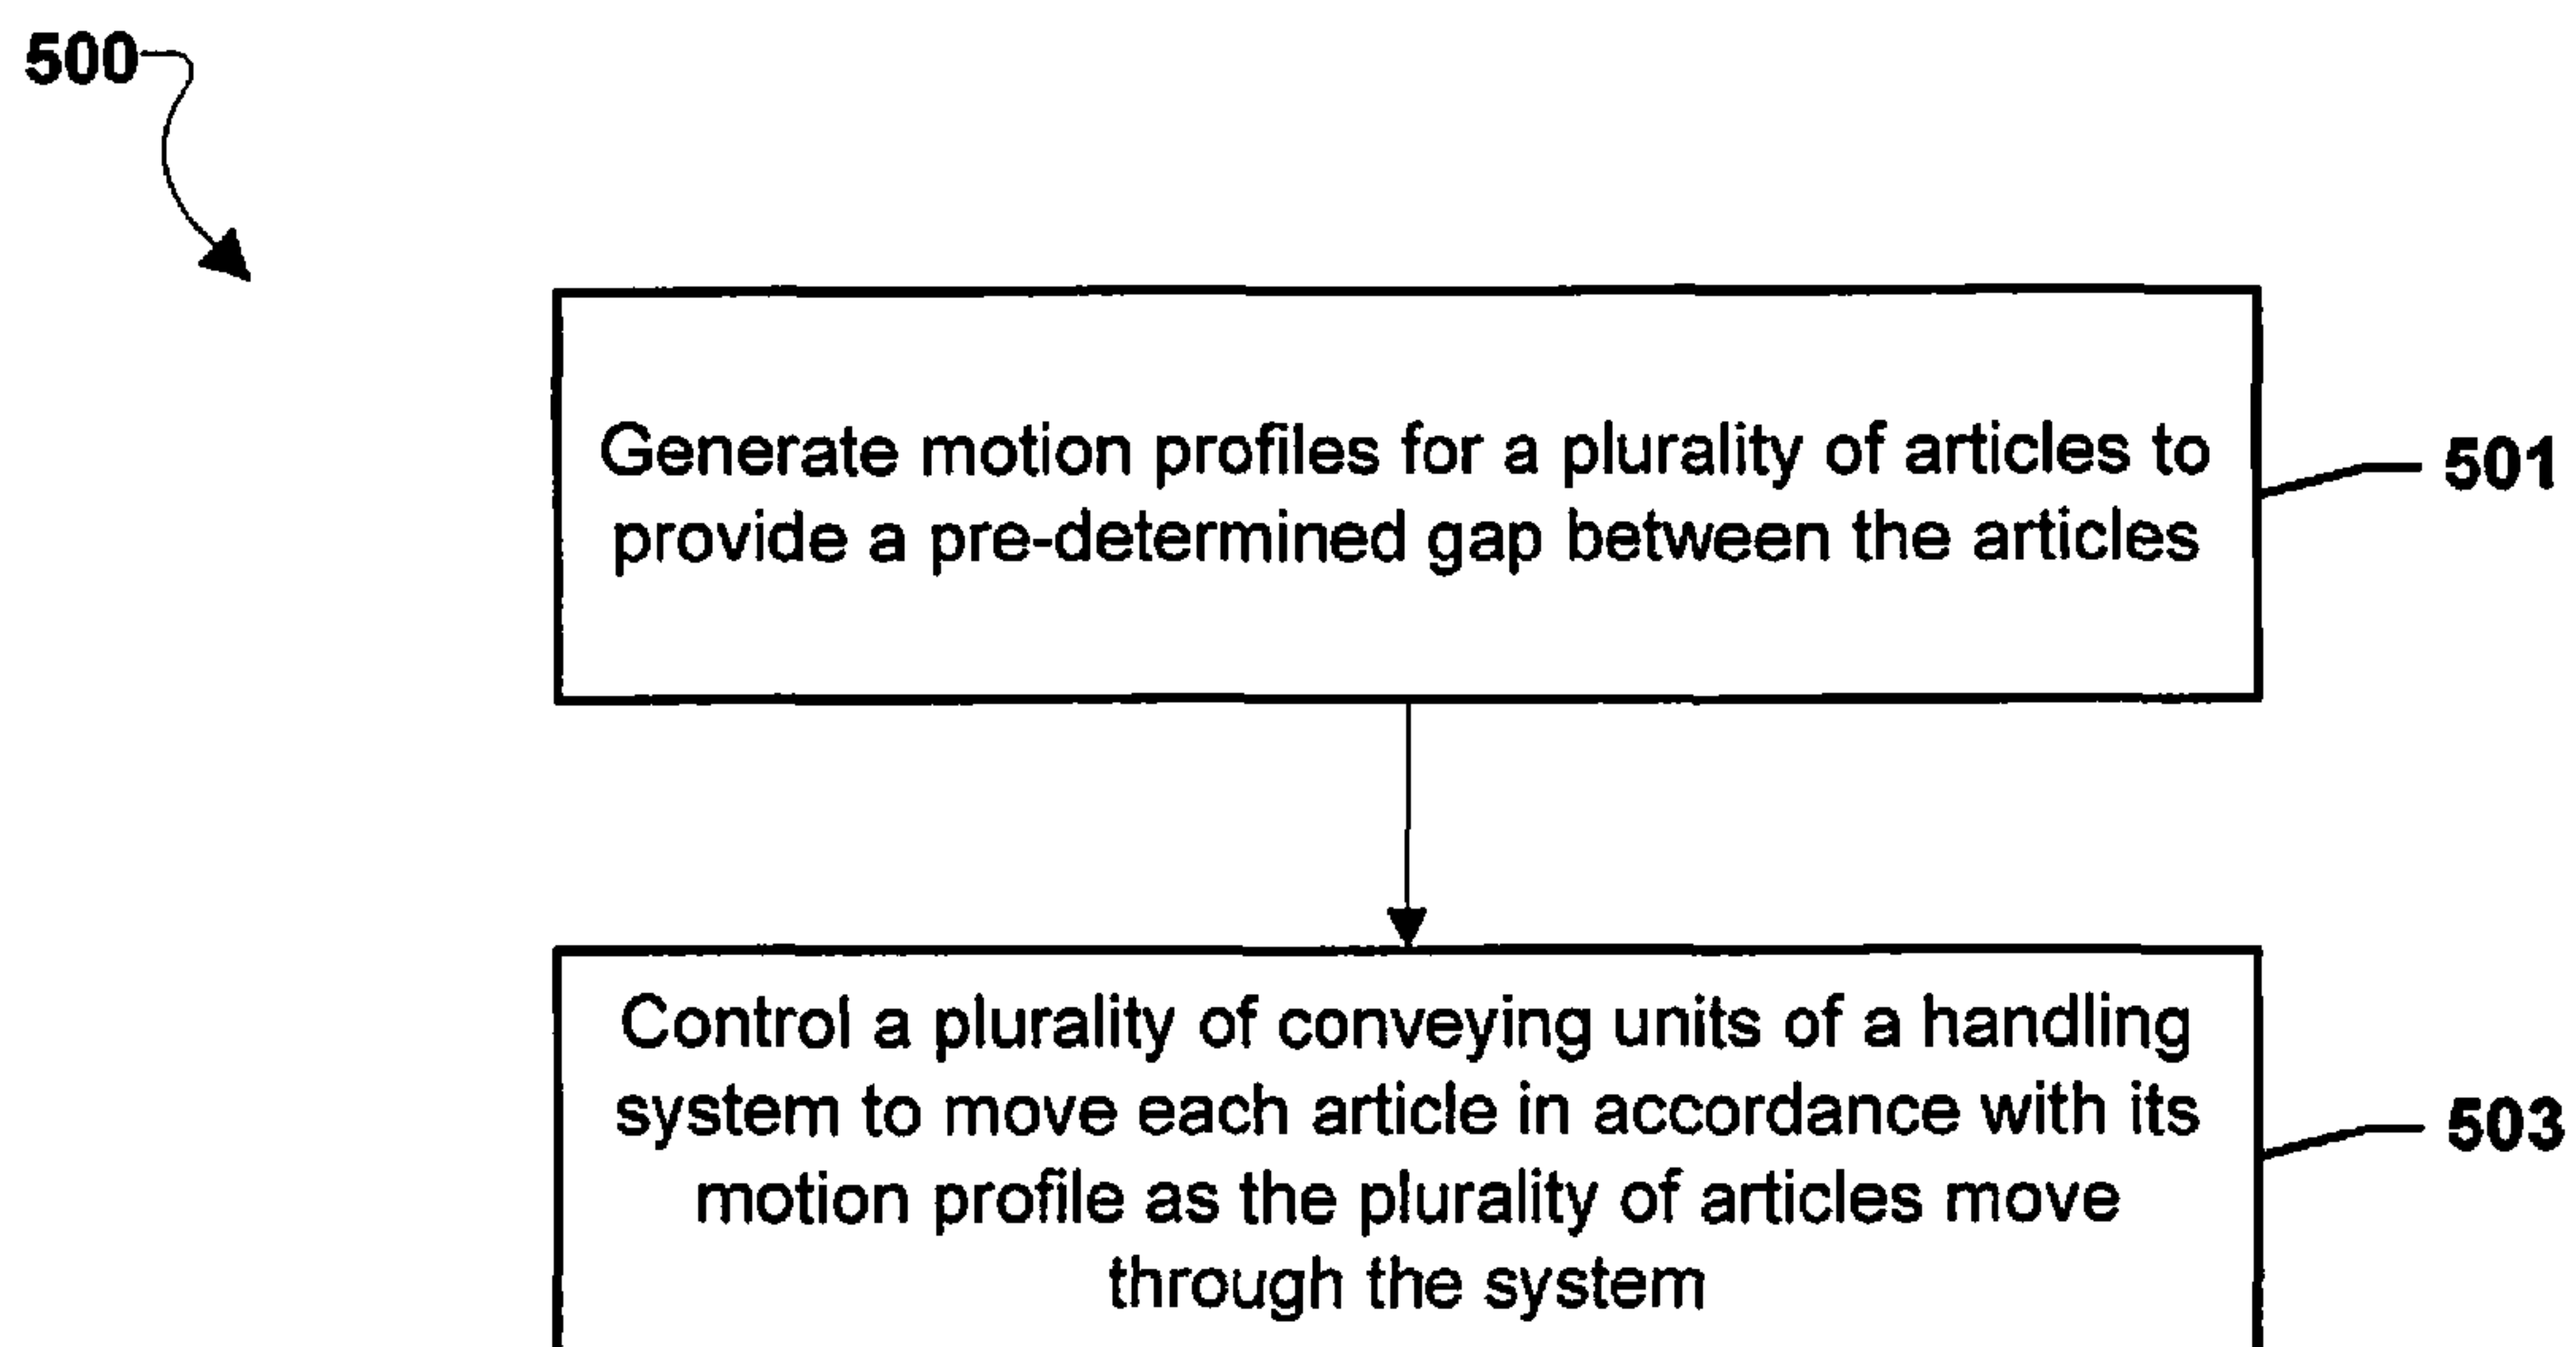 500
Generate motion profiles for a plurality of articles to
provide a pre-determined gap between the articles
501
Control a plurality of conveying units of a handling
system to move each article in accordance with its
motion profile as the plurality of articles move
through the system
503